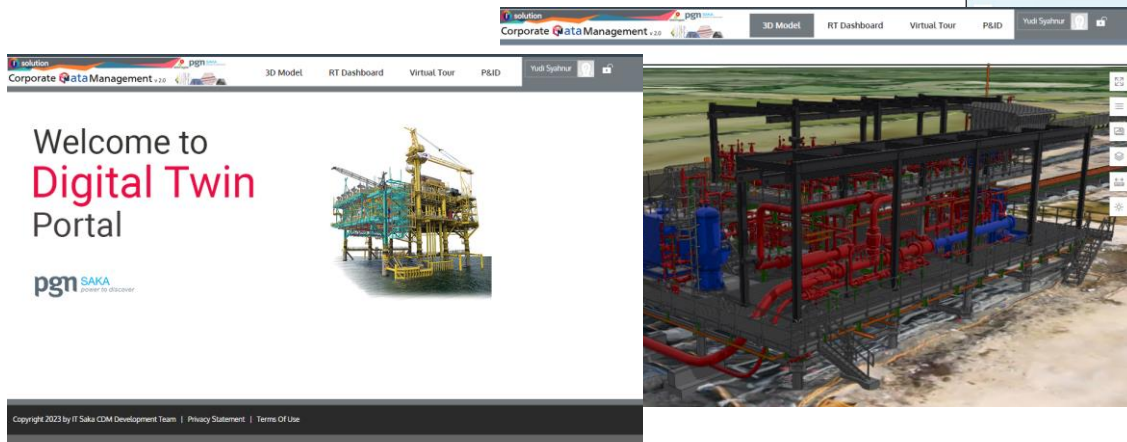 solution
pgn SAKA
Corporate Data Management v 2.0
3D Model
RT Dashboard
Virtual Tour
P&ID
Yudi Syahnur
solution
pgn SAKA
Corporate Data Management v 2.0
3D Model
RT Dashboard
Virtual Tour
P&ID
Yudi Syahnur
Welcome to
Digital Twin
Portal
pgn SAKA
power to discover
Copyright 2023 by IT Saka CDM Development Team | Privacy Statement | Terms Of Use